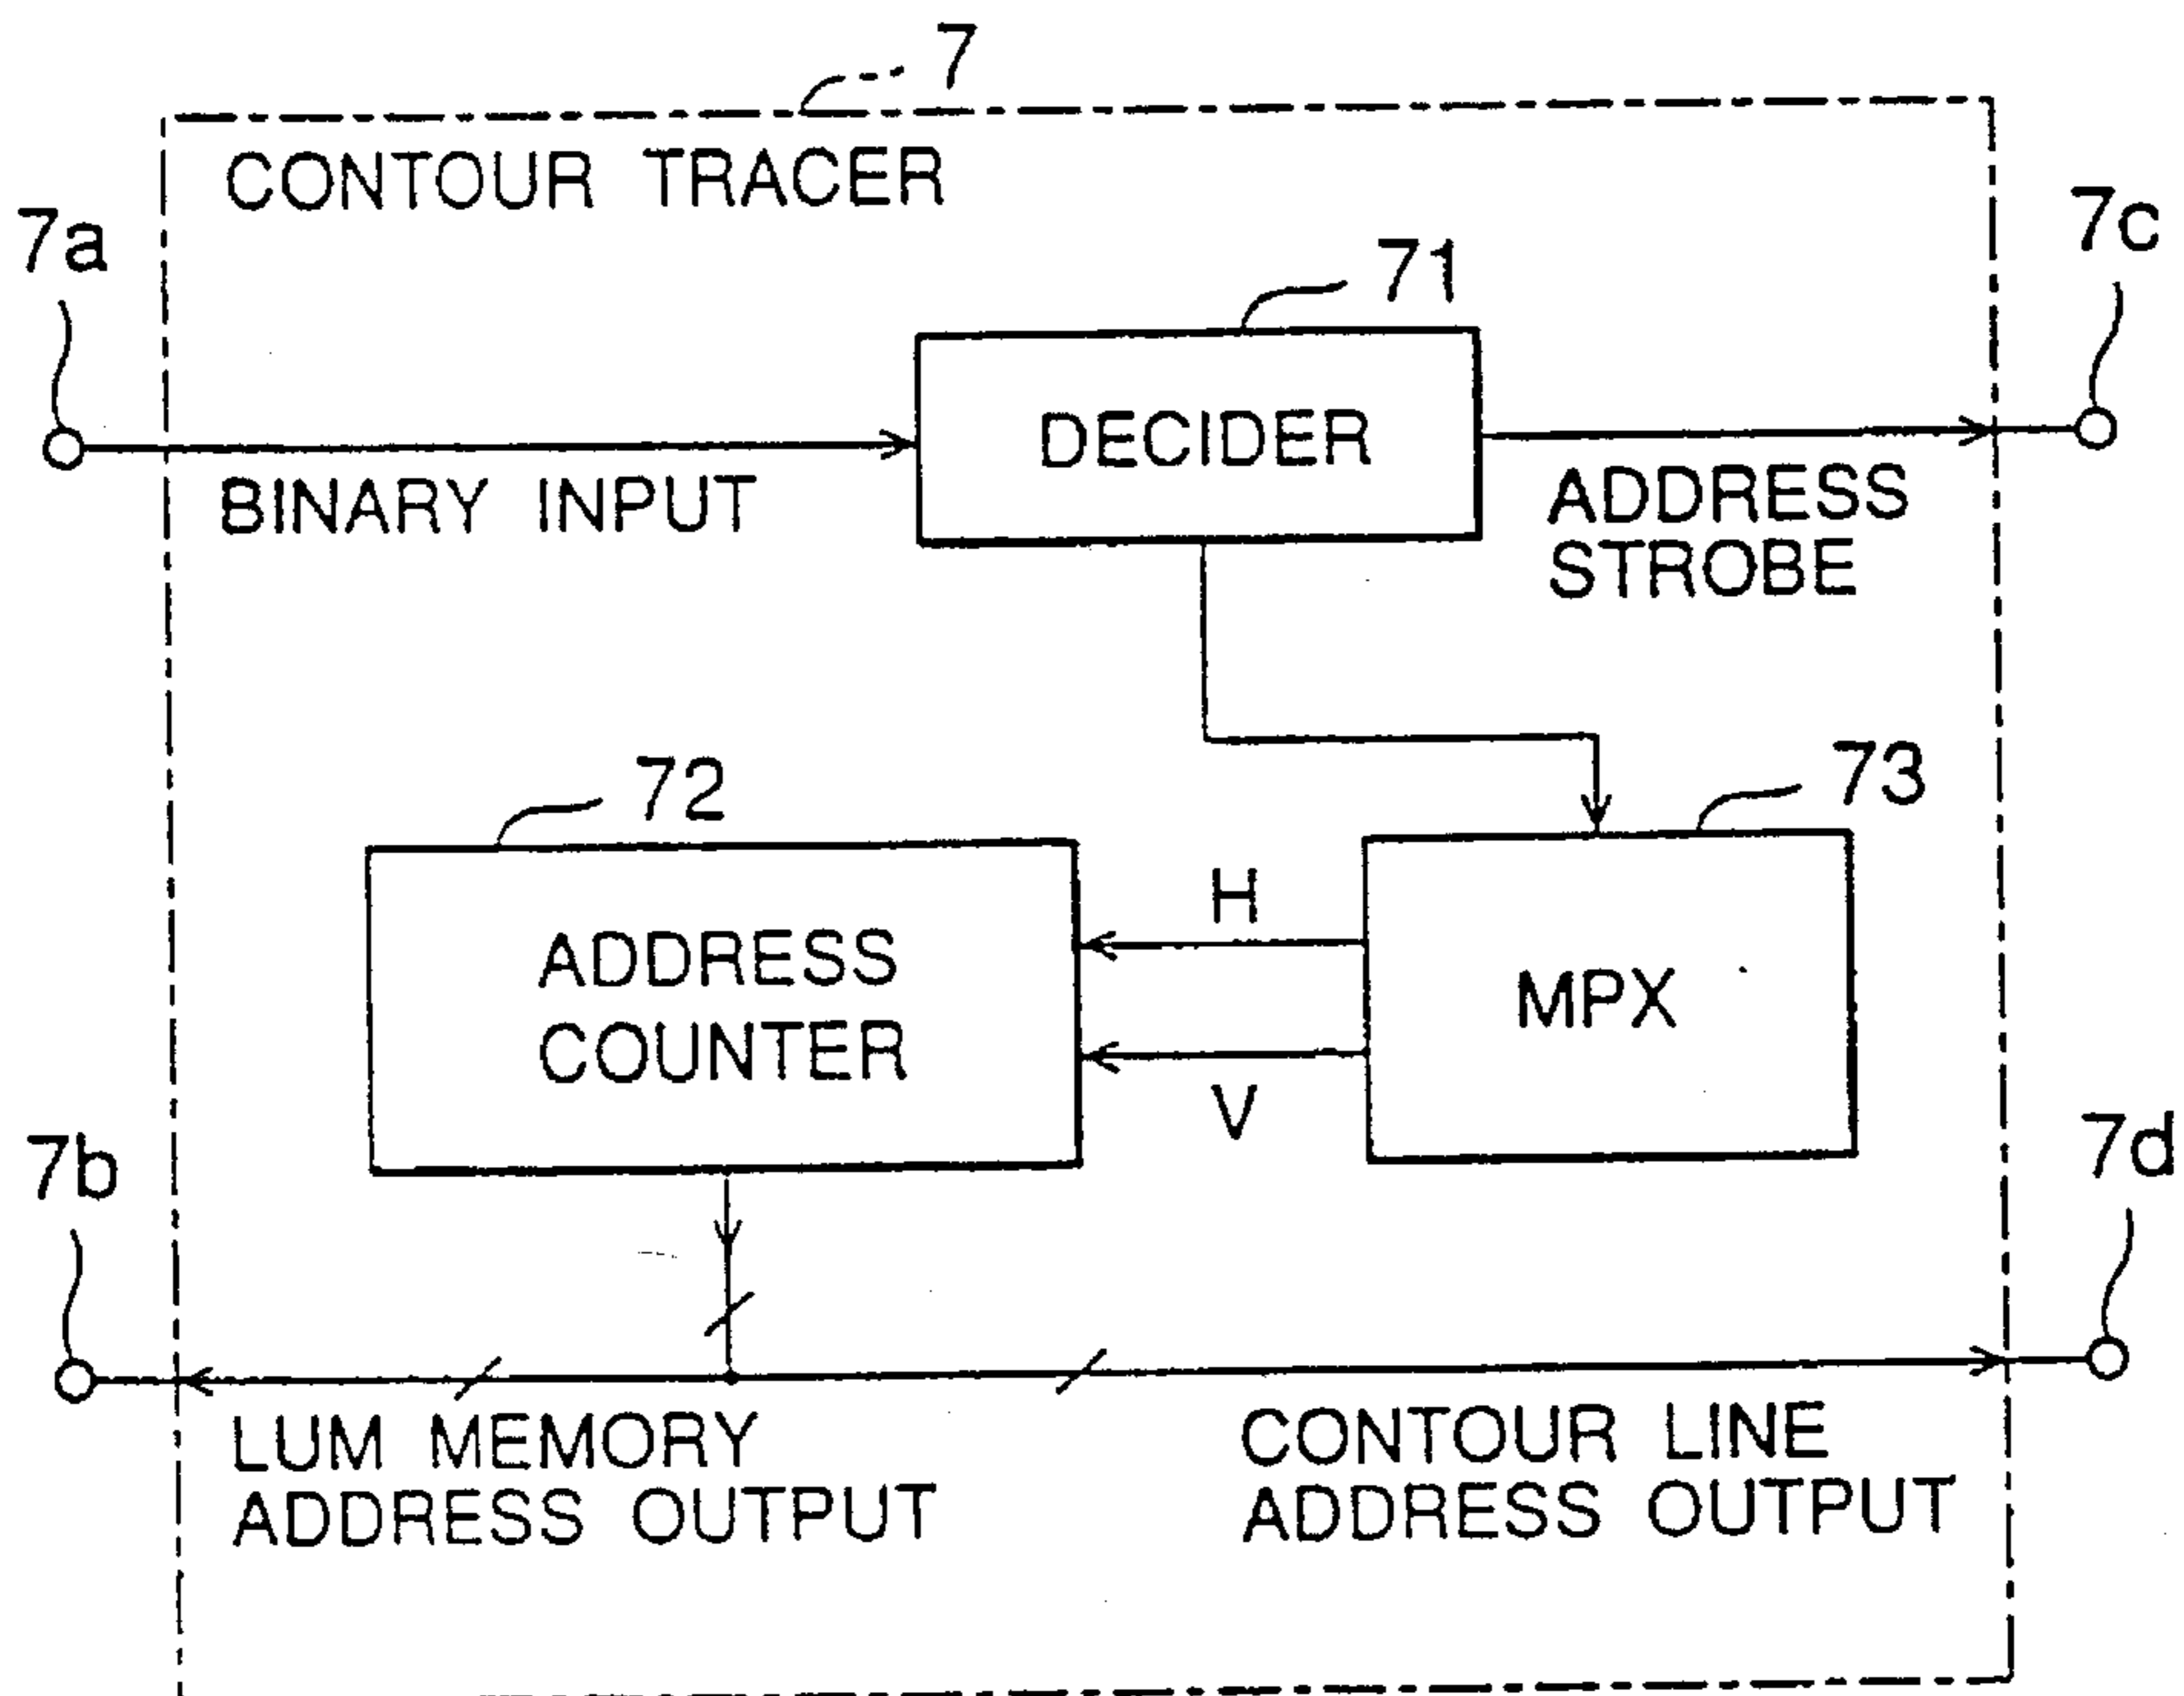 7
CONTOUR TRACER
7a
7c
71
DECIDER
BINARY INPUT
ADDRESS
STROBE
72
73
H
ADDRESS
COUNTER
MPX
V
7b
7d
LUM MEMORY
ADDRESS OUTPUT
CONTOUR LINE
ADDRESS OUTPUT